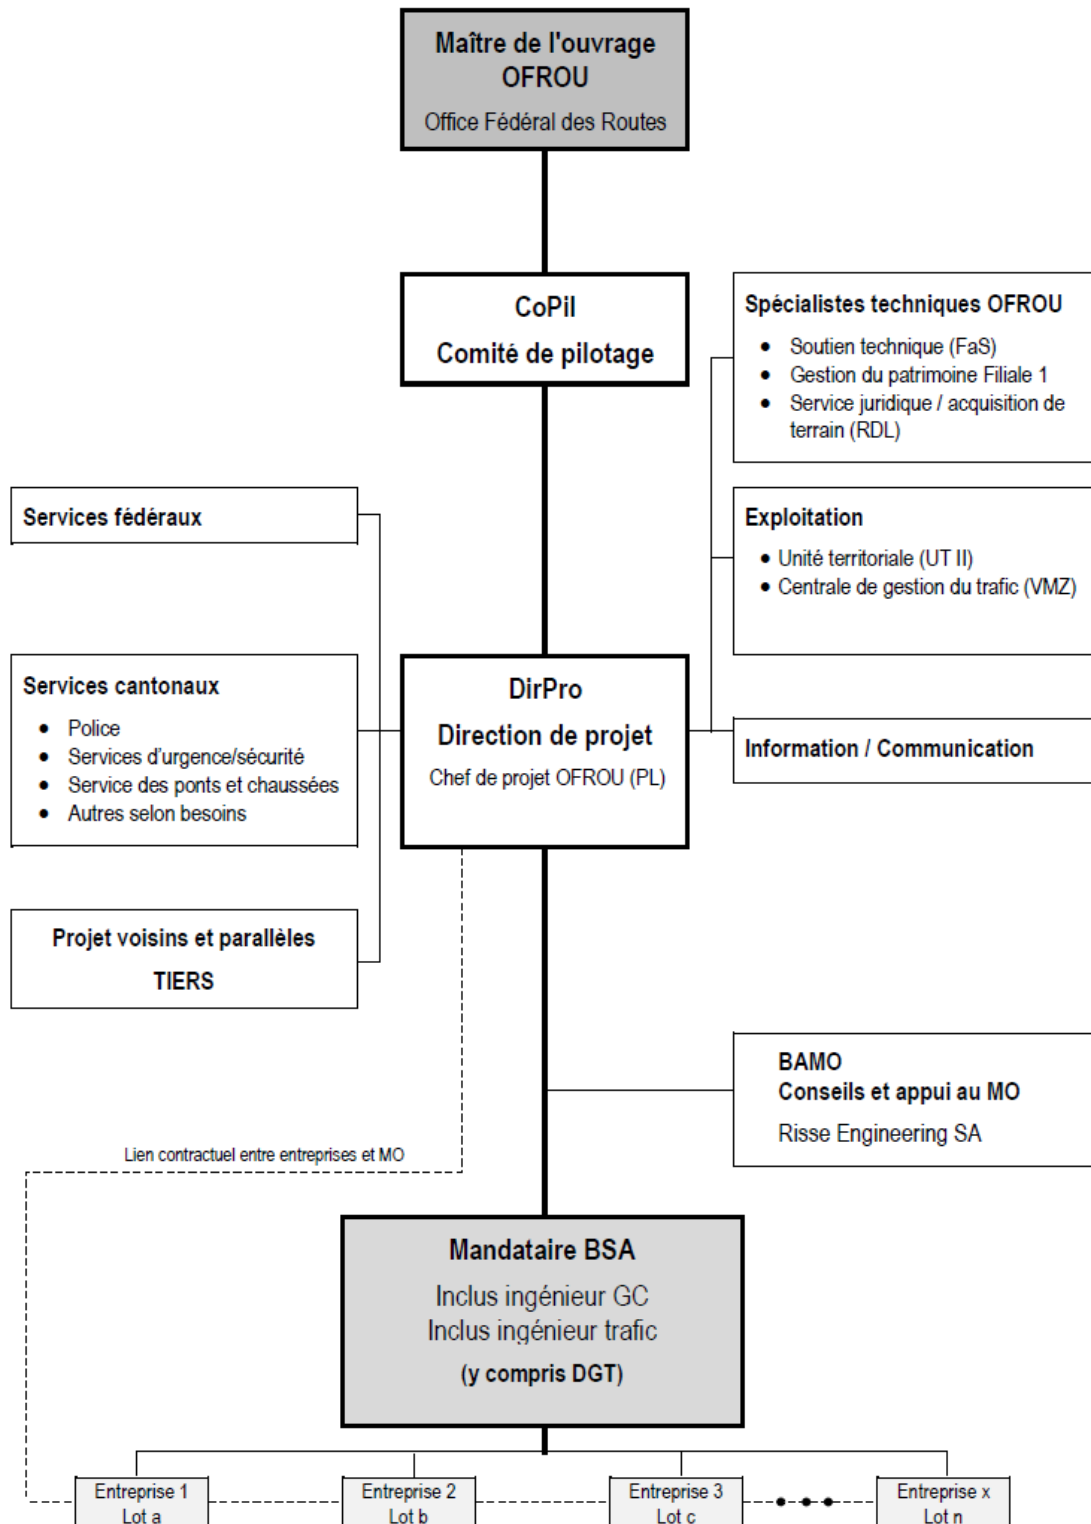 Maître de l'ouvrage
OFROU
Office Fédéral des Routes
CoPil
Comité de pilotage
Spécialistes techniques OFROU
• Soutien technique (FaS)
• Gestion du patrimoine Filiale 1
• Service juridique / acquisition de
terrain (RDL)
Services fédéraux
Exploitation
• Unité territoriale (UT II)
• Centrale de gestion du trafic (VMZ)
Services cantonaux
• Police
• Services d'urgence/sécurité
• Service des ponts et chaussées
• Autres selon besoins
DirPro
Direction de projet
Chef de projet OFROU (PL)
Information / Communication
Projet voisins et parallèles
TIERS
BAMO
Conseils et appui au MO
Risse Engineering SA
Lien contractuel entre entreprises et MO
Mandataire BSA
Inclus ingénieur GC
Inclus ingénieur trafic
(y compris DGT)
Entreprise 1
Lot a
Entreprise 2
Lot b
Entreprise 3
Lot c
Entreprise x
Lot n